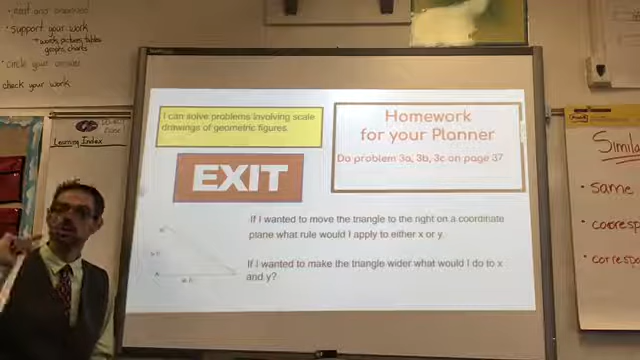 neat and organized
• support your work
- words, pictures, tables
graphs, charts
• circle your answer
check your work
Learning Index
I can solve problems involving scale
drawings of geometric figures.
EXIT
Homework
for your Planner
Do problem 3a, 3b, 3c on page 37
If I wanted to move the triangle to the right on a coordinate
plane what rule would I apply to either x or y.
If I wanted to make the triangle wider what would I do to x
and y?
Simila
• same
• corresp
• correspo